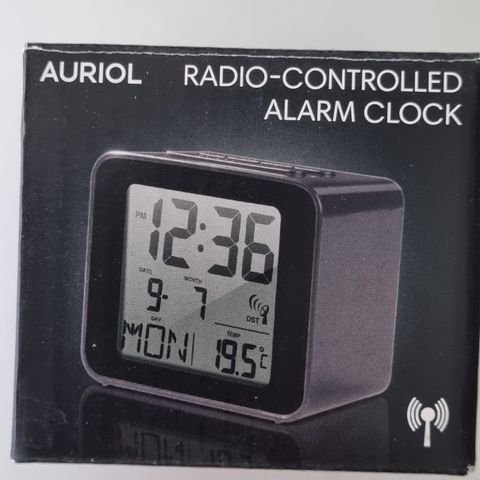 AURIOL
RADIO-CONTROLLED
ALARM CLOCK
PM 12:36
DATE MONTH
9- 7
DST
DAY TEMP
MON 19.5°C